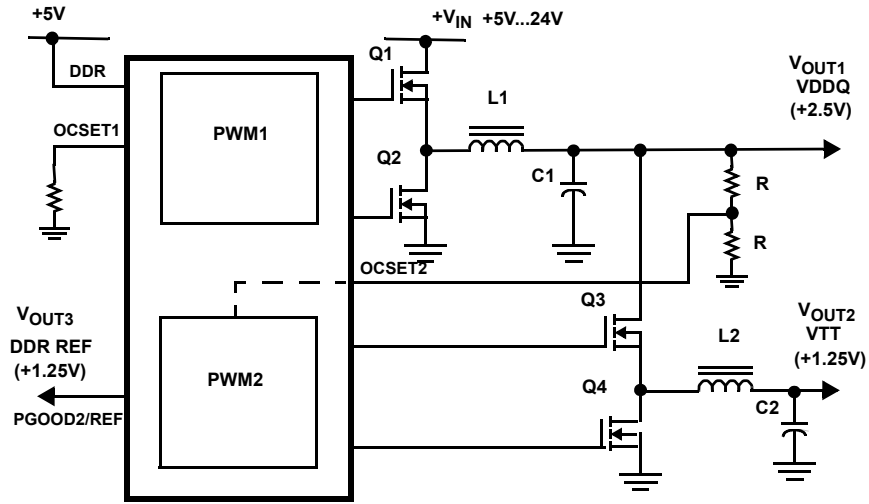 +5V
+VIN +5V...24V
DDR
Q1
VOUT1
VDDQ
(+2.5V)
L1
OCSET1
PWM1
Q2
C1
R
R
OCSET2
VOUT3
DDR REF
(+1.25V)
PGOOD2/REF
PWM2
Q3
VOUT2
VTT
(+1.25V)
L2
Q4
C2